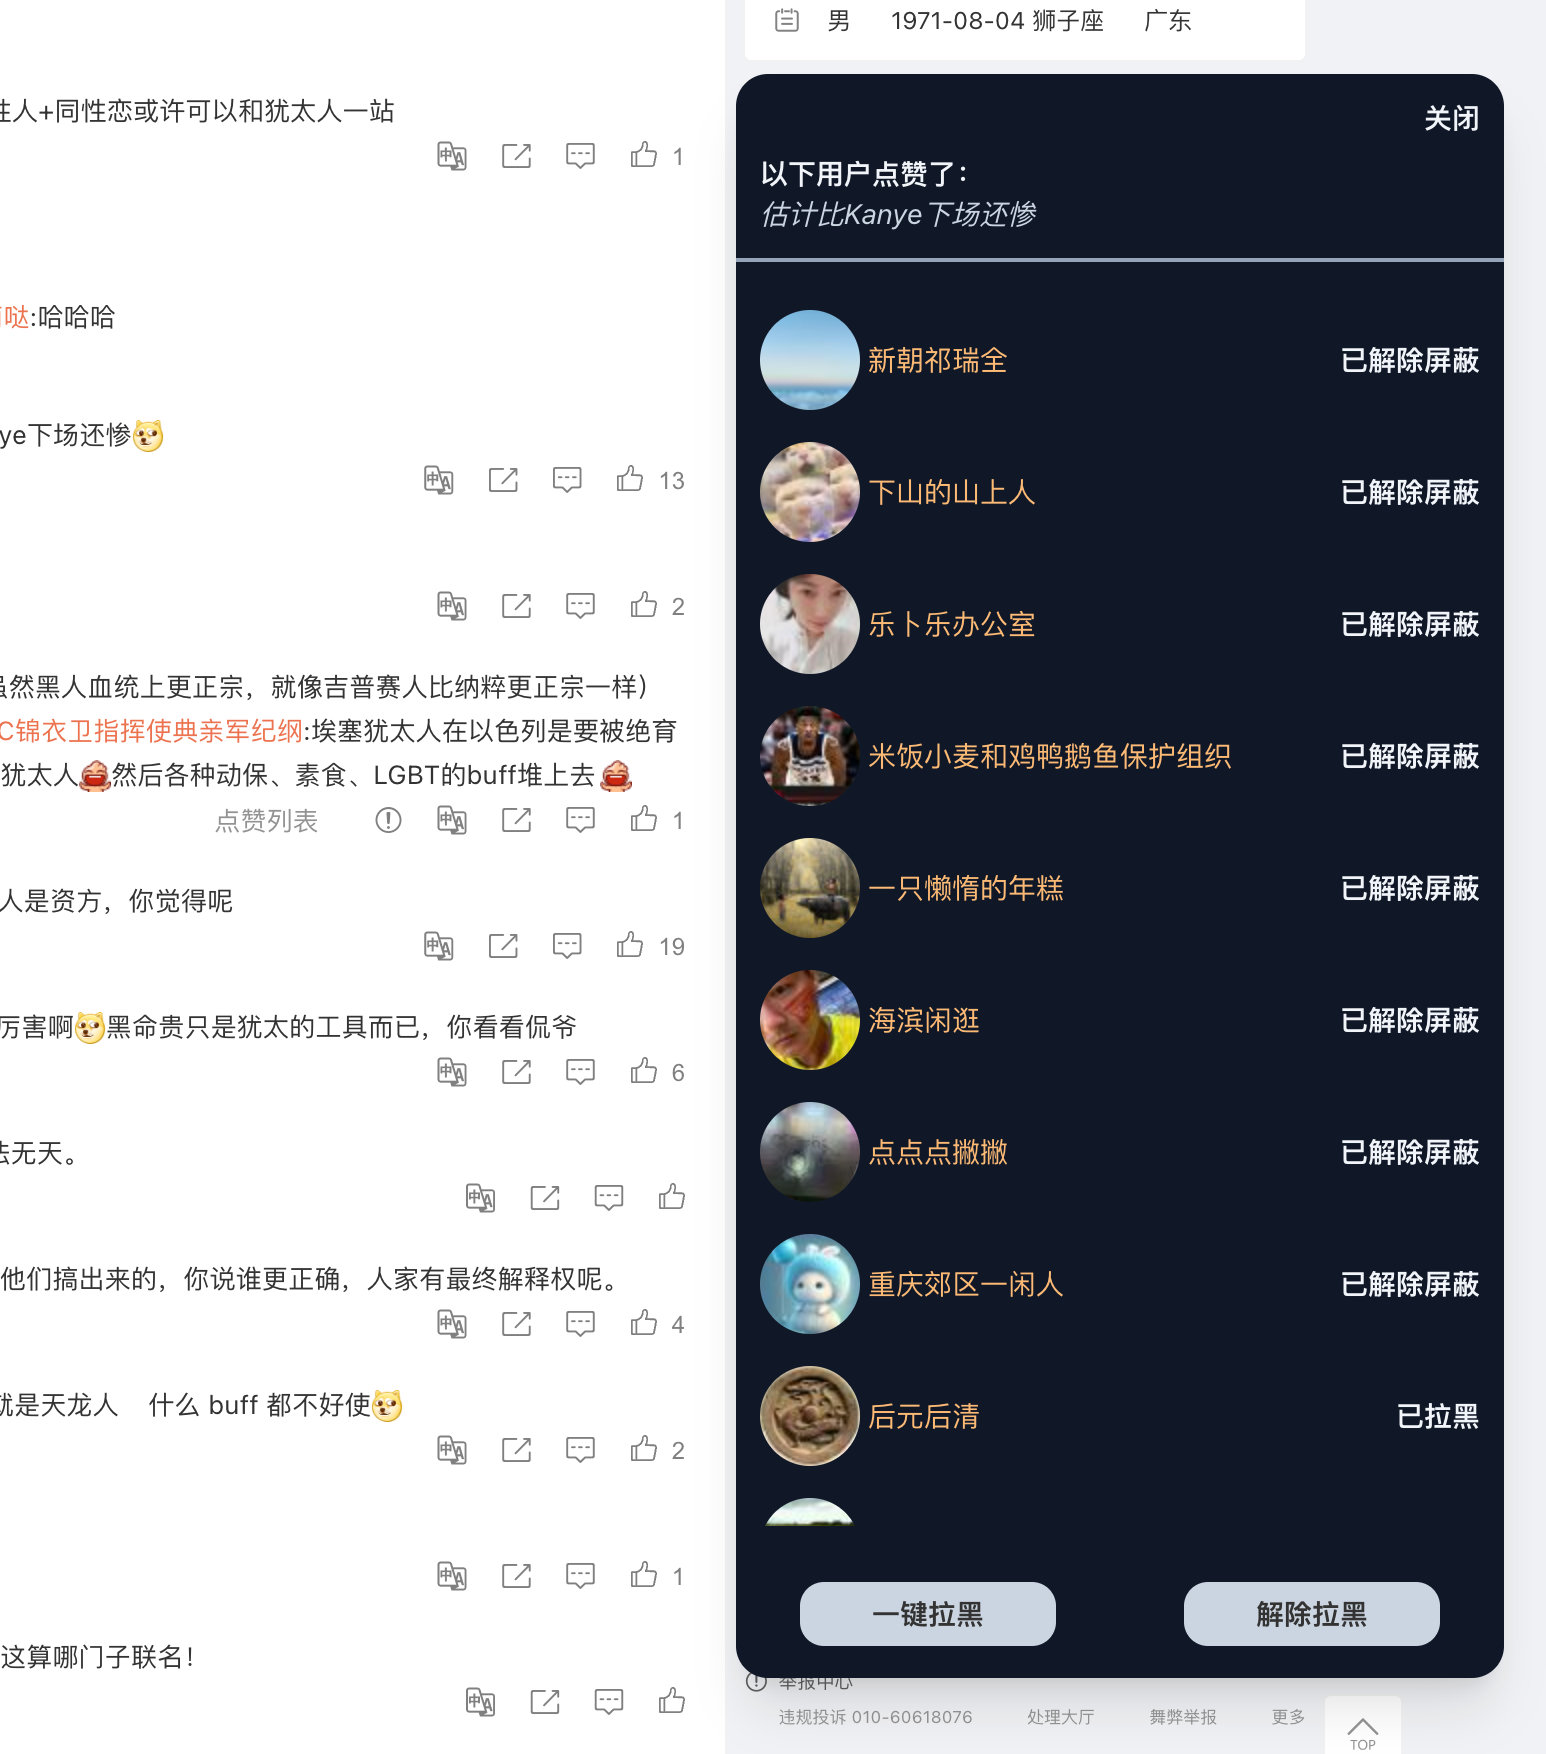 性人+同性恋或许可以和犹太人一站
1
哒:哈哈哈
ye下场还惨
13
2
虽然黑人血统上更正宗，就像吉普赛人比纳粹更正宗一样）
C锦衣卫指挥使典亲军纪纲:埃塞犹太人在以色列是要被绝育
犹太人然后各种动保、素食、LGBT的buff堆上去
点赞列表 1
人是资方，你觉得呢
19
厉害啊黑命贵只是犹太的工具而已，你看看侃爷
6
法无天。
他们搞出来的，你说谁更正确，人家有最终解释权呢。
4
就是天龙人 什么 buff 都不好使
2
1
这算哪门子联名！
男 1971-08-04 狮子座 广东
关闭
以下用户点赞了：
估计比Kanye下场还惨
新朝祁瑞全 已解除屏蔽
下山的山上人 已解除屏蔽
乐卜乐办公室 已解除屏蔽
米饭小麦和鸡鸭鹅鱼保护组织 已解除屏蔽
一只懒惰的年糕 已解除屏蔽
海滨闲逛 已解除屏蔽
点点点撇撇 已解除屏蔽
重庆郊区一闲人 已解除屏蔽
后元后清 已拉黑
一键拉黑 解除拉黑
举报中心
违规投诉 010-60618076 处理大厅 舞弊举报 更多
TOP